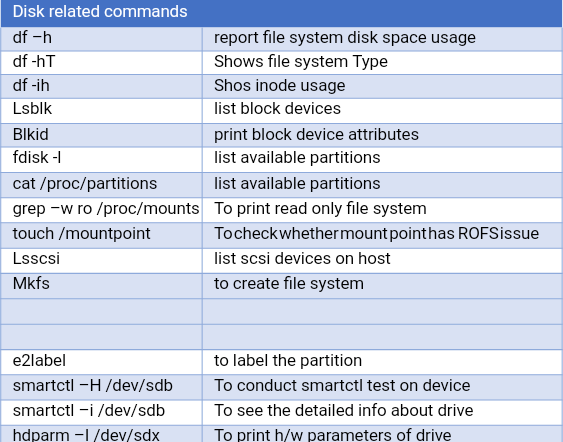 Disk related commands
df –h report file system disk space usage
df -hT Shows file system Type
df -ih Shos inode usage
Lsblk list block devices
Blkid print block device attributes
fdisk -l list available partitions
cat /proc/partitions list available partitions
grep –w ro /proc/mounts To print read only file system
touch /mountpoint To check whether mount point has ROFS issue
Lsscsi list scsi devices on host
Mkfs to create file system
e2label to label the partition
smartctl –H /dev/sdb To conduct smartctl test on device
smartctl –i /dev/sdb To see the detailed info about drive
hdparm –I /dev/sdx To print h/w parameters of drive